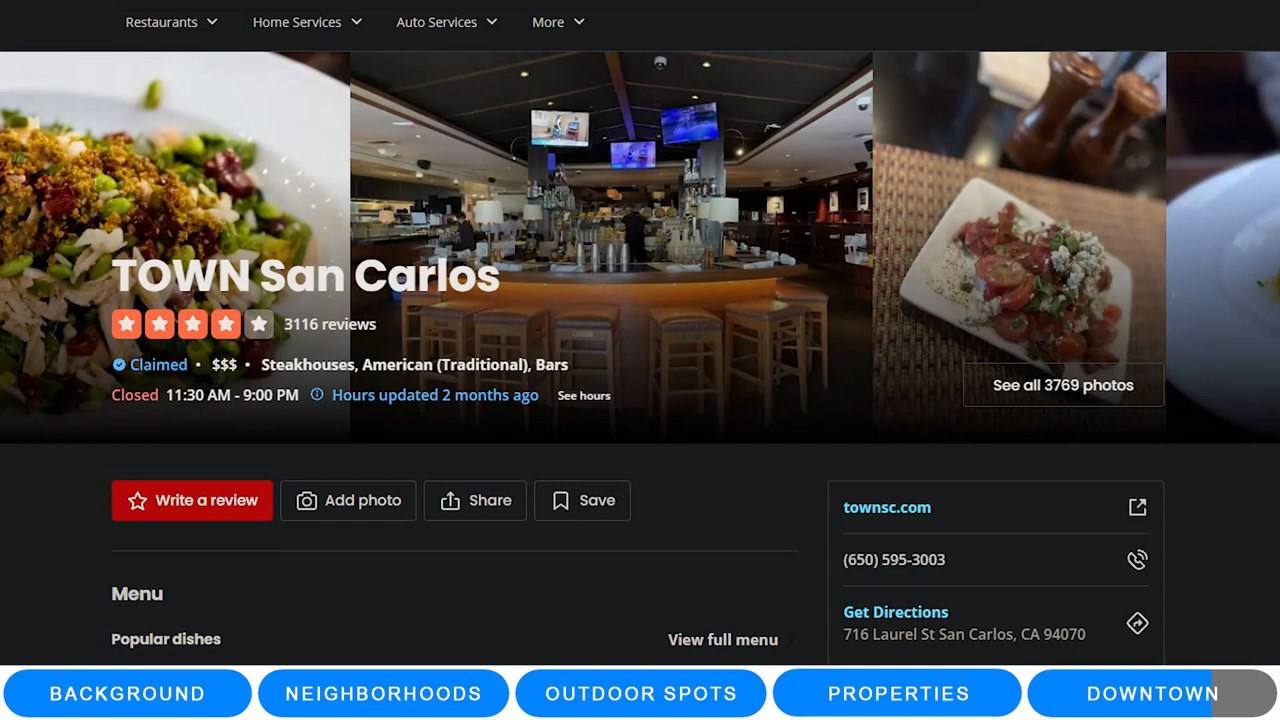 Restaurants Home Services Auto Services More
TOWN San Carlos
3116 reviews
Claimed • $$$ • Steakhouses, American (Traditional), Bars
Closed 11:30 AM - 9:00 PM Hours updated 2 months ago See hours
See all 3769 photos
Write a review Add photo Share Save
townsc.com
(650) 595-3003
Get Directions
716 Laurel St San Carlos, CA 94070
Menu
Popular dishes View full menu
BACKGROUND NEIGHBORHOODS OUTDOOR SPOTS PROPERTIES DOWNTOWN